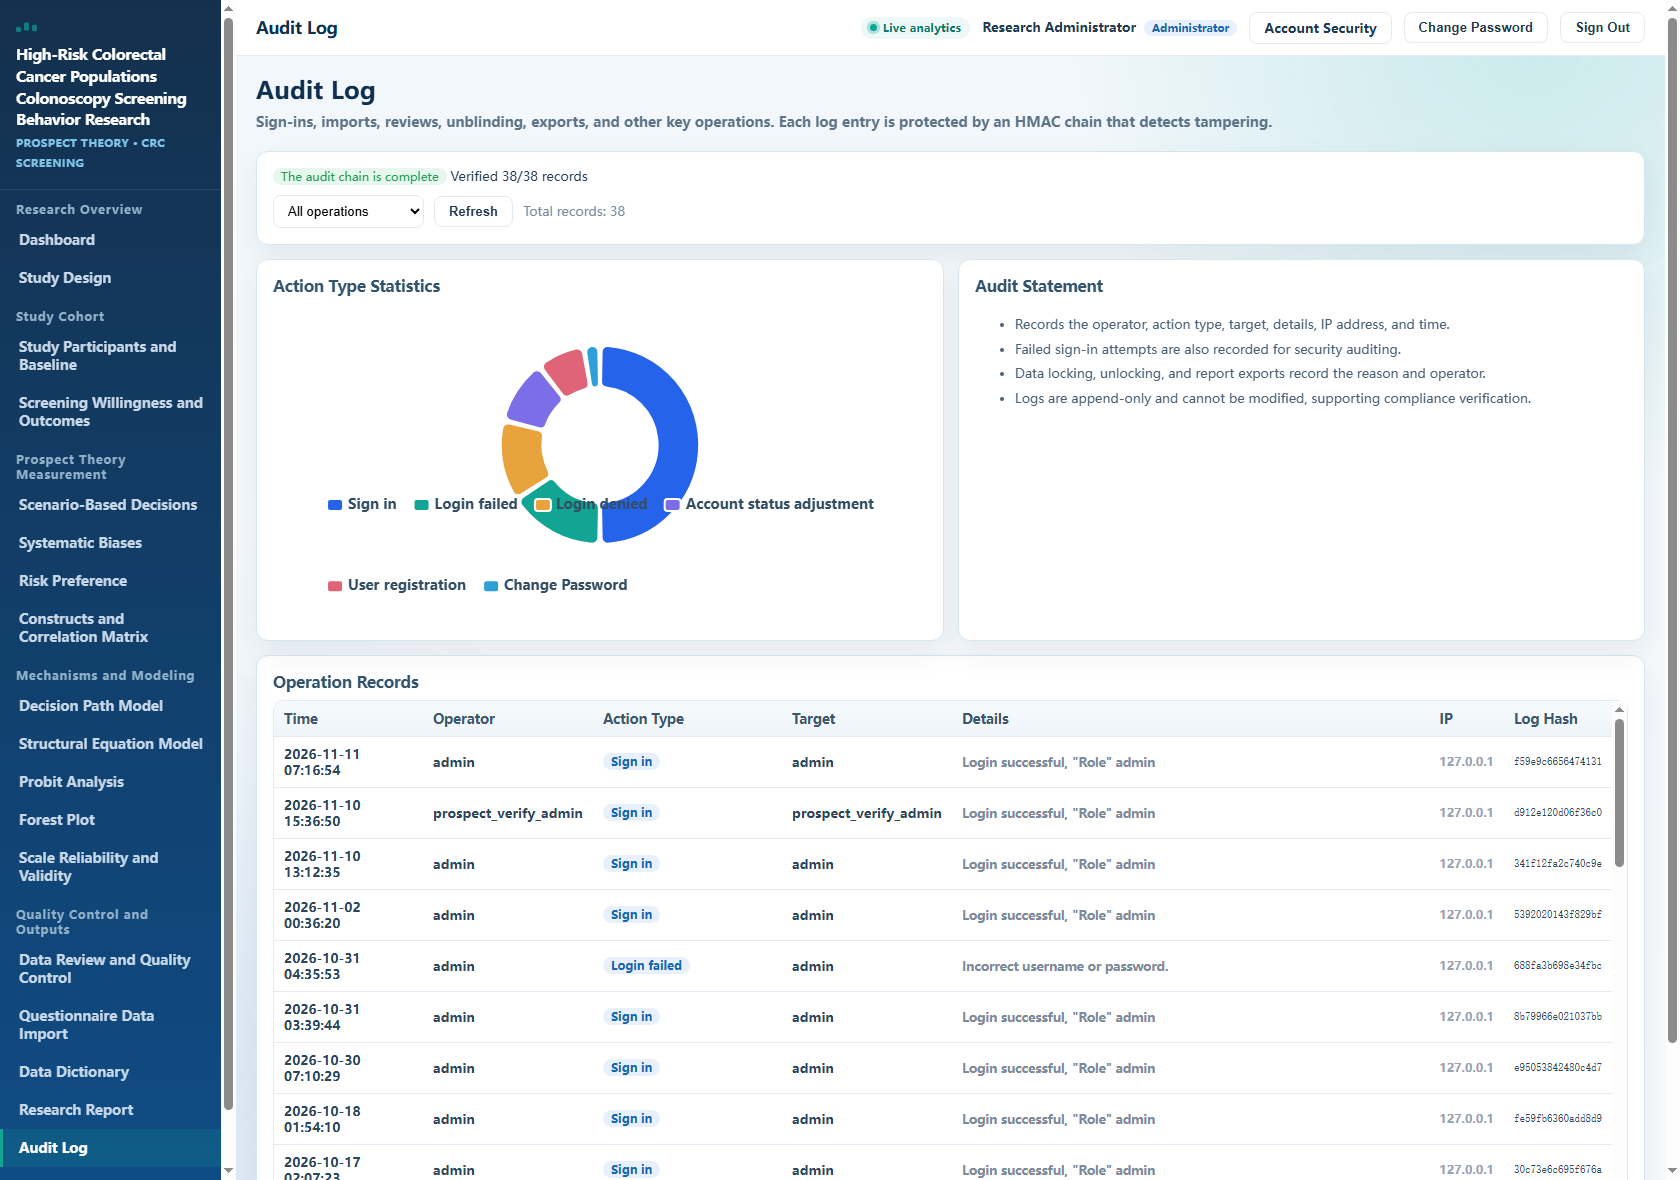 High-Risk Colorectal
Cancer Populations
Colonoscopy Screening
Behavior Research
PROSPECT THEORY • CRC
SCREENING
Research Overview
Dashboard
Study Design
Study Cohort
Study Participants and
Baseline
Screening Willingness and
Outcomes
Prospect Theory
Measurement
Scenario-Based Decisions
Systematic Biases
Risk Preference
Constructs and
Correlation Matrix
Mechanisms and Modeling
Decision Path Model
Structural Equation Model
Probit Analysis
Forest Plot
Scale Reliability and
Validity
Quality Control and
Outputs
Data Review and Quality
Control
Questionnaire Data
Import
Data Dictionary
Research Report
Audit Log
Audit Log
Live analytics
Research Administrator
Administrator
Account Security
Change Password
Sign Out
Audit Log
Sign-ins, imports, reviews, unblinding, exports, and other key operations. Each log entry is protected by an HMAC chain that detects tampering.
The audit chain is complete Verified 38/38 records
All operations
Refresh
Total records: 38
Action Type Statistics
Sign in
Login failed
Login denied
Account status adjustment
User registration
Change Password
Audit Statement
• Records the operator, action type, target, details, IP address, and time.
• Failed sign-in attempts are also recorded for security auditing.
• Data locking, unlocking, and report exports record the reason and operator.
• Logs are append-only and cannot be modified, supporting compliance verification.
Operation Records
Time Operator Action Type Target Details IP Log Hash
2026-11-11
07:16:54
admin Sign in admin Login successful, "Role" admin 127.0.0.1 f59e9c6656474131
2026-11-10
15:36:50
prospect_verify_admin Sign in prospect_verify_admin Login successful, "Role" admin 127.0.0.1 d912e120d06f36c0
2026-11-10
13:12:35
admin Sign in admin Login successful, "Role" admin 127.0.0.1 341f12fa2c740c9e
2026-11-02
00:36:20
admin Sign in admin Login successful, "Role" admin 127.0.0.1 5392020143f829bf
2026-10-31
04:35:53
admin Login failed admin Incorrect username or password. 127.0.0.1 688fa3b698e34fbc
2026-10-31
03:39:44
admin Sign in admin Login successful, "Role" admin 127.0.0.1 8b79966e021037bb
2026-10-30
07:10:29
admin Sign in admin Login successful, "Role" admin 127.0.0.1 e95053842480c4d7
2026-10-18
01:54:10
admin Sign in admin Login successful, "Role" admin 127.0.0.1 fe59fb6360add8d9
2026-10-17
02:07:23
admin Sign in admin Login successful, "Role" admin 127.0.0.1 30c73e6c695f676a